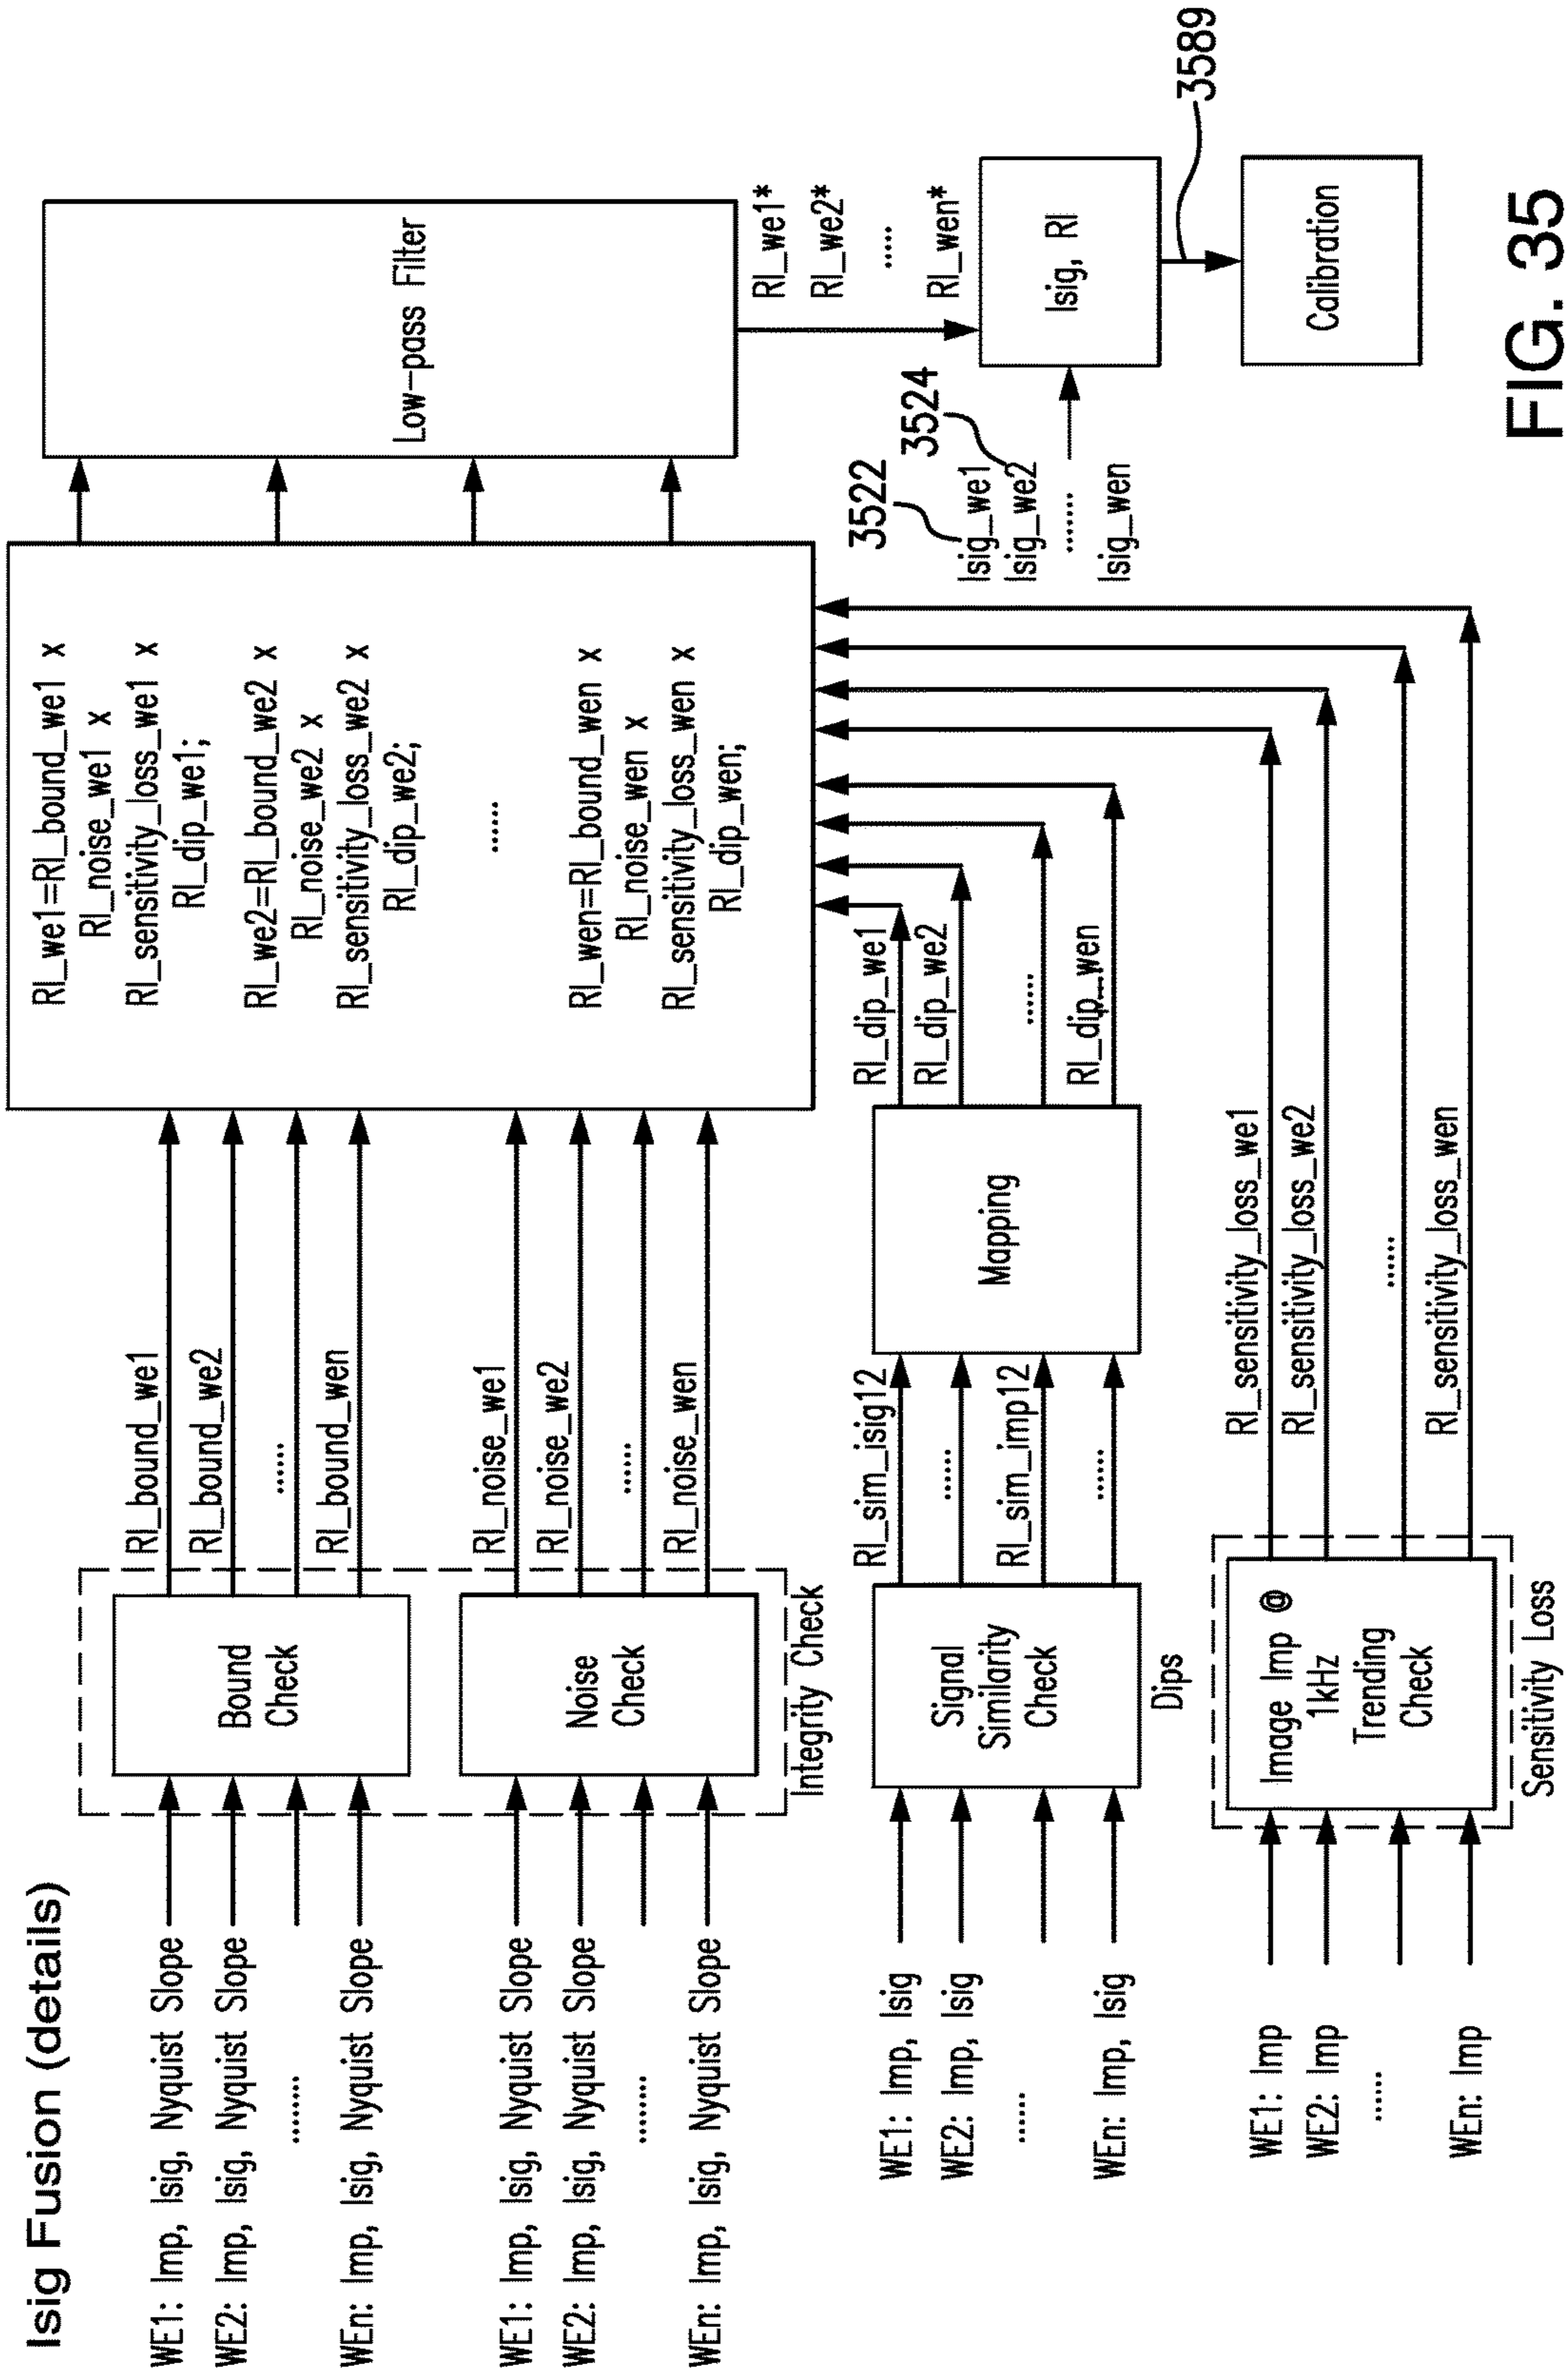 Isig Fusion (details)
WE1: Imp, Isig, Nyquist Slope
WE2: Imp, Isig, Nyquist Slope
........
WEn: Imp, Isig, Nyquist Slope
Bound
Check
RI_bound_we1
RI_bound_we2
......
RI_bound_wen
WE1: Imp, Isig, Nyquist Slope
WE2: Imp, Isig, Nyquist Slope
........
WEn: Imp, Isig, Nyquist Slope
Noise
Check
Integrity Check
RI_noise_we1
RI_noise_we2
......
RI_noise_wen
RI_we1=RI_bound_we1 x
RI_noise_we1 x
RI_sensitivity_loss_we1 x
RI_dip_we1;
RI_we2=RI_bound_we2 x
RI_noise_we2 x
RI_sensitivity_loss_we2 x
RI_dip_we2;
......
RI_wen=RI_bound_wen x
RI_noise_wen x
RI_sensitivity_loss_wen x
RI_dip_wen;
Low-pass Filter
RI_we1*
RI_we2*
.....
RI_wen*
WE1: Imp, Isig
WE2: Imp, Isig
......
WEn: Imp, Isig
Signal
Similarity
Check
Dips
RI_sim_isig12
......
RI_sim_imp12
......
Mapping
RI_dip_we1
RI_dip_we2
......
RI_dip_wen
3522
3524
Isig_we1
Isig_we2
.......
Isig_wen
Isig, RI
3589
Calibration
WE1: Imp
WE2: Imp
......
WEn: Imp
Image Imp @
1kHz
Trending
Check
Sensitivity Loss
RI_sensitivity_loss_we1
RI_sensitivity_loss_we2
......
RI_sensitivity_loss_wen
FIG. 35